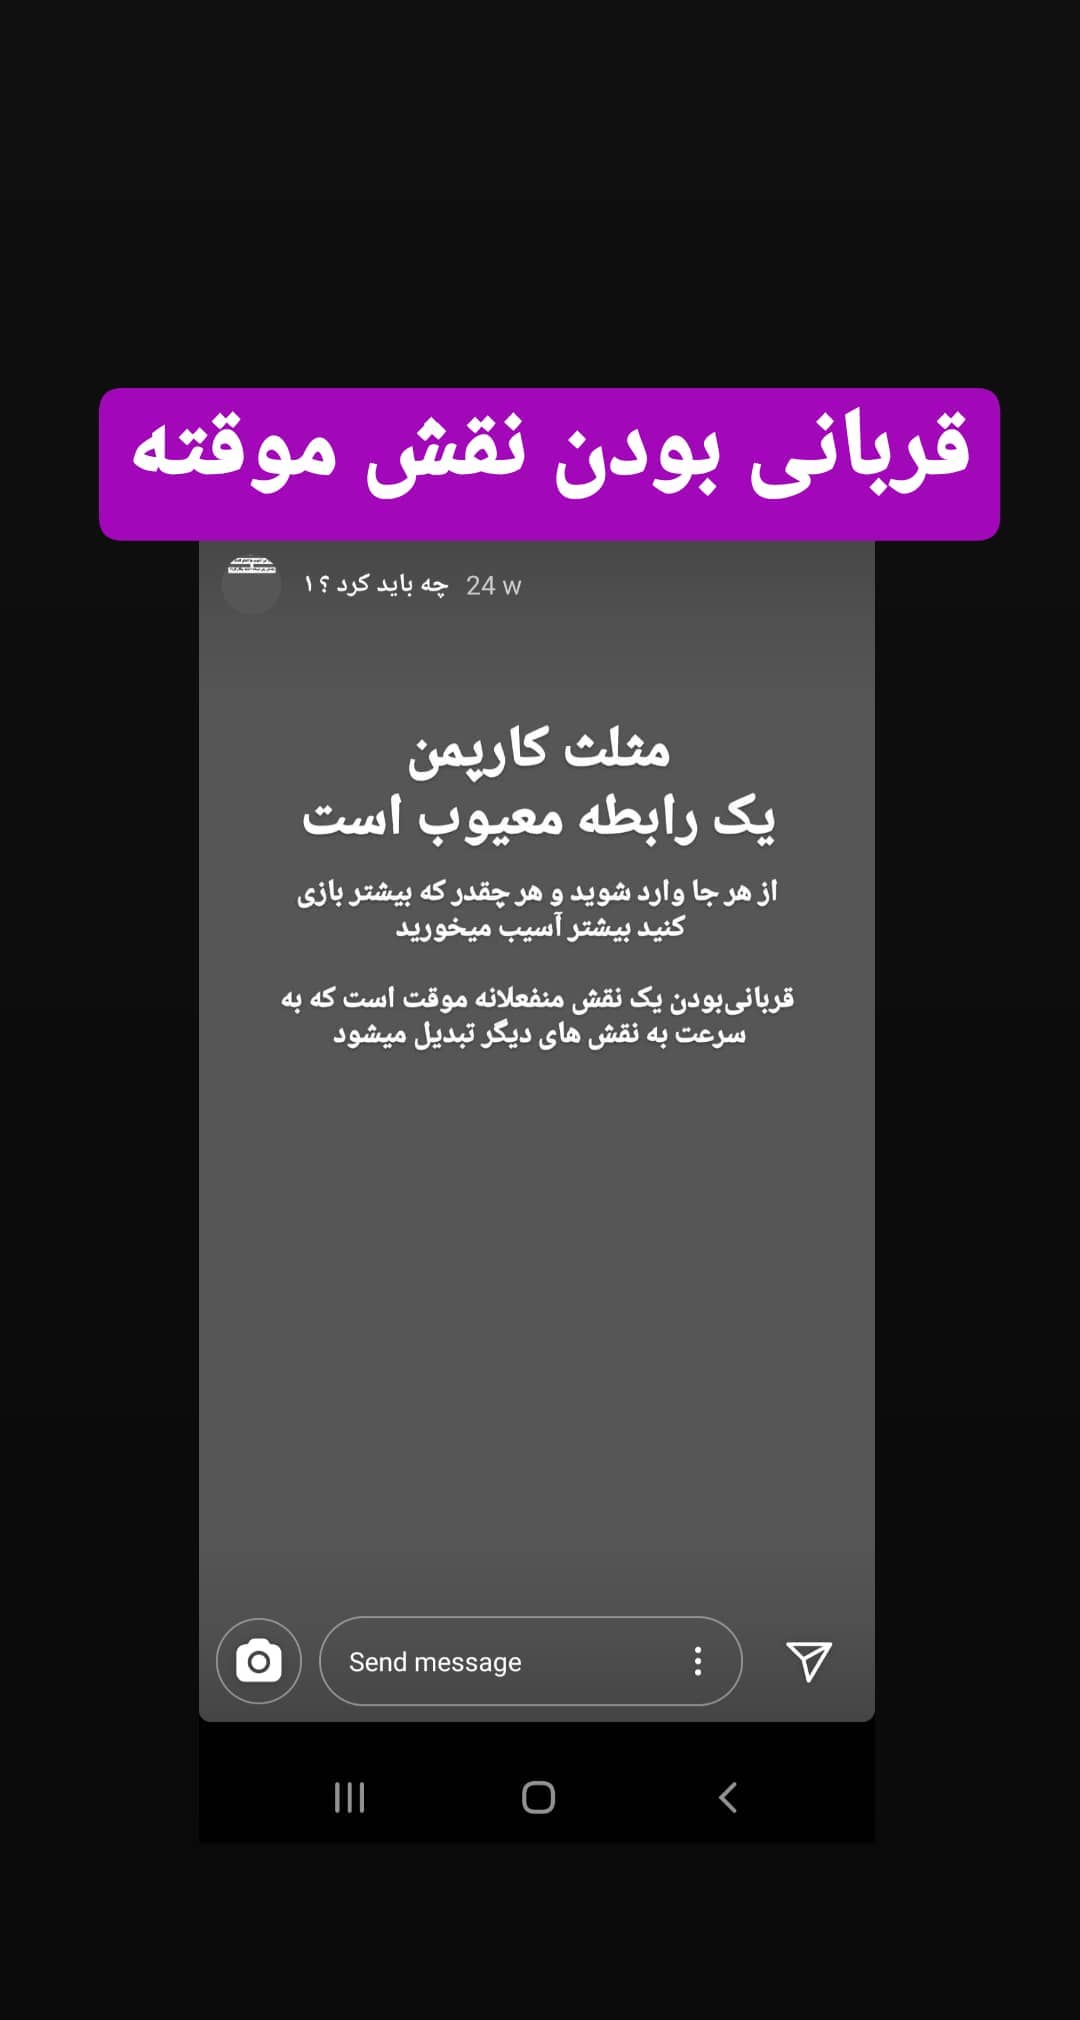 قربانی بودن نقش موقته
چه باید کرد ؟ ۱ 24 w
مثلث کارپمن
یک رابطه معیوب است
از هر جا وارد شوید و هر چقدر که بیشتر بازی
کنید بیشتر آسیب میخورید
قربانی‌بودن یک نقش منفعلانه موقت است که به
سرعت به نقش های دیگر تبدیل میشود
Send message